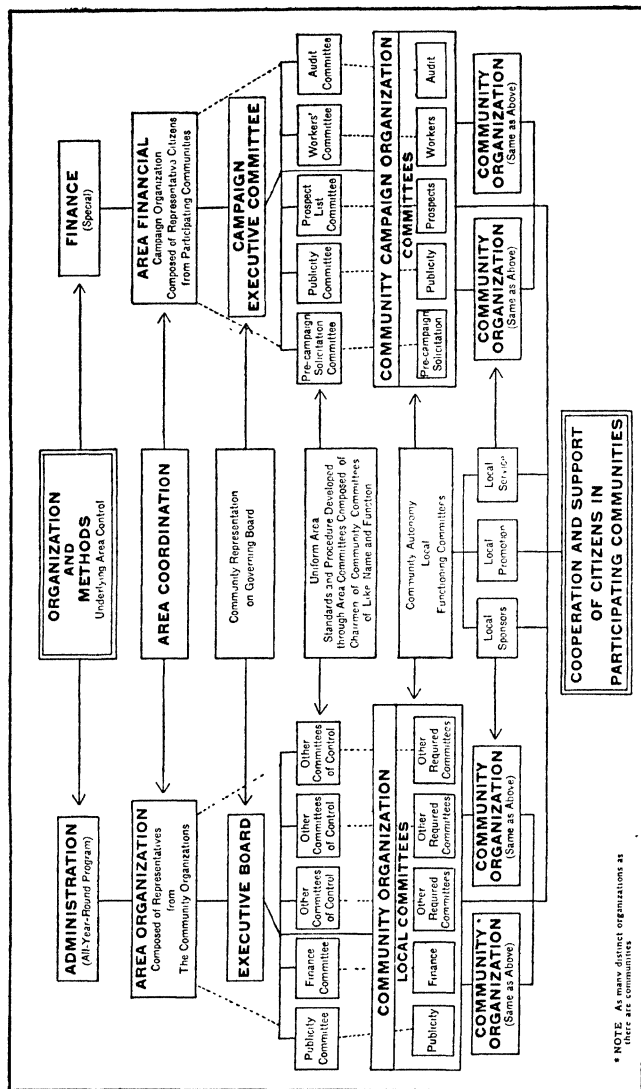 ORGANIZATION
AND
METHODS
Underlying Area Control
ADMINISTRATION
(All-Year-Round Program)
FINANCE
(Special)
AREA ORGANIZATION
Composed of Representatives
from
The Community Organizations
AREA COORDINATION
AREA FINANCIAL
Campaign Organization
Composed of Representative Citizens
from Participating Communities
EXECUTIVE BOARD
Community Representation
on Governing Board
CAMPAIGN
EXECUTIVE COMMITTEE
Publicity
Committee
Finance
Committee
Other
Committees
of Control
Other
Committees
of Control
Other
Committees
of Control
Uniform Area
Standards and Procedure Developed
through Area Committees Composed of
Chairmen of Community Committees
of Like Name and Function
Pre-campaign
Solicitation
Committee
Publicity
Committee
Prospect
List
Committee
Workers'
Committee
Audit
Committee
COMMUNITY ORGANIZATION
LOCAL COMMITTEES
Publicity
Finance
Other
Required
Committees
Other
Required
Committees
Other
Required
Committees
Community Autonomy
Local
Functioning Committees
COMMUNITY CAMPAIGN ORGANIZATION
COMMITTEES
Pre-campaign
Solicitation
Publicity
Prospects
Workers
Audit
COMMUNITY *
ORGANIZATION
(Same as Above)
COMMUNITY
ORGANIZATION
(Same as Above)
Local
Sponsors
Local
Promotion
Local
Service
COMMUNITY
ORGANIZATION
(Same as Above)
COMMUNITY
ORGANIZATION
(Same as Above)
COOPERATION AND SUPPORT
OF CITIZENS IN
PARTICIPATING COMMUNITIES
* NOTE As many distinct organizations as
there are communities